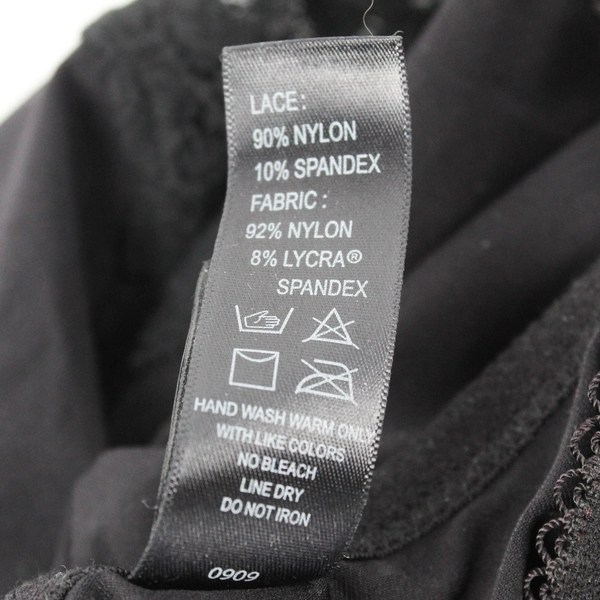 LACE :
90% NYLON
10% SPANDEX
FABRIC :
92% NYLON
8% LYCRA®
SPANDEX
HAND WASH WARM ONLY
WITH LIKE COLORS
NO BLEACH
LINE DRY
DO NOT IRON
0909